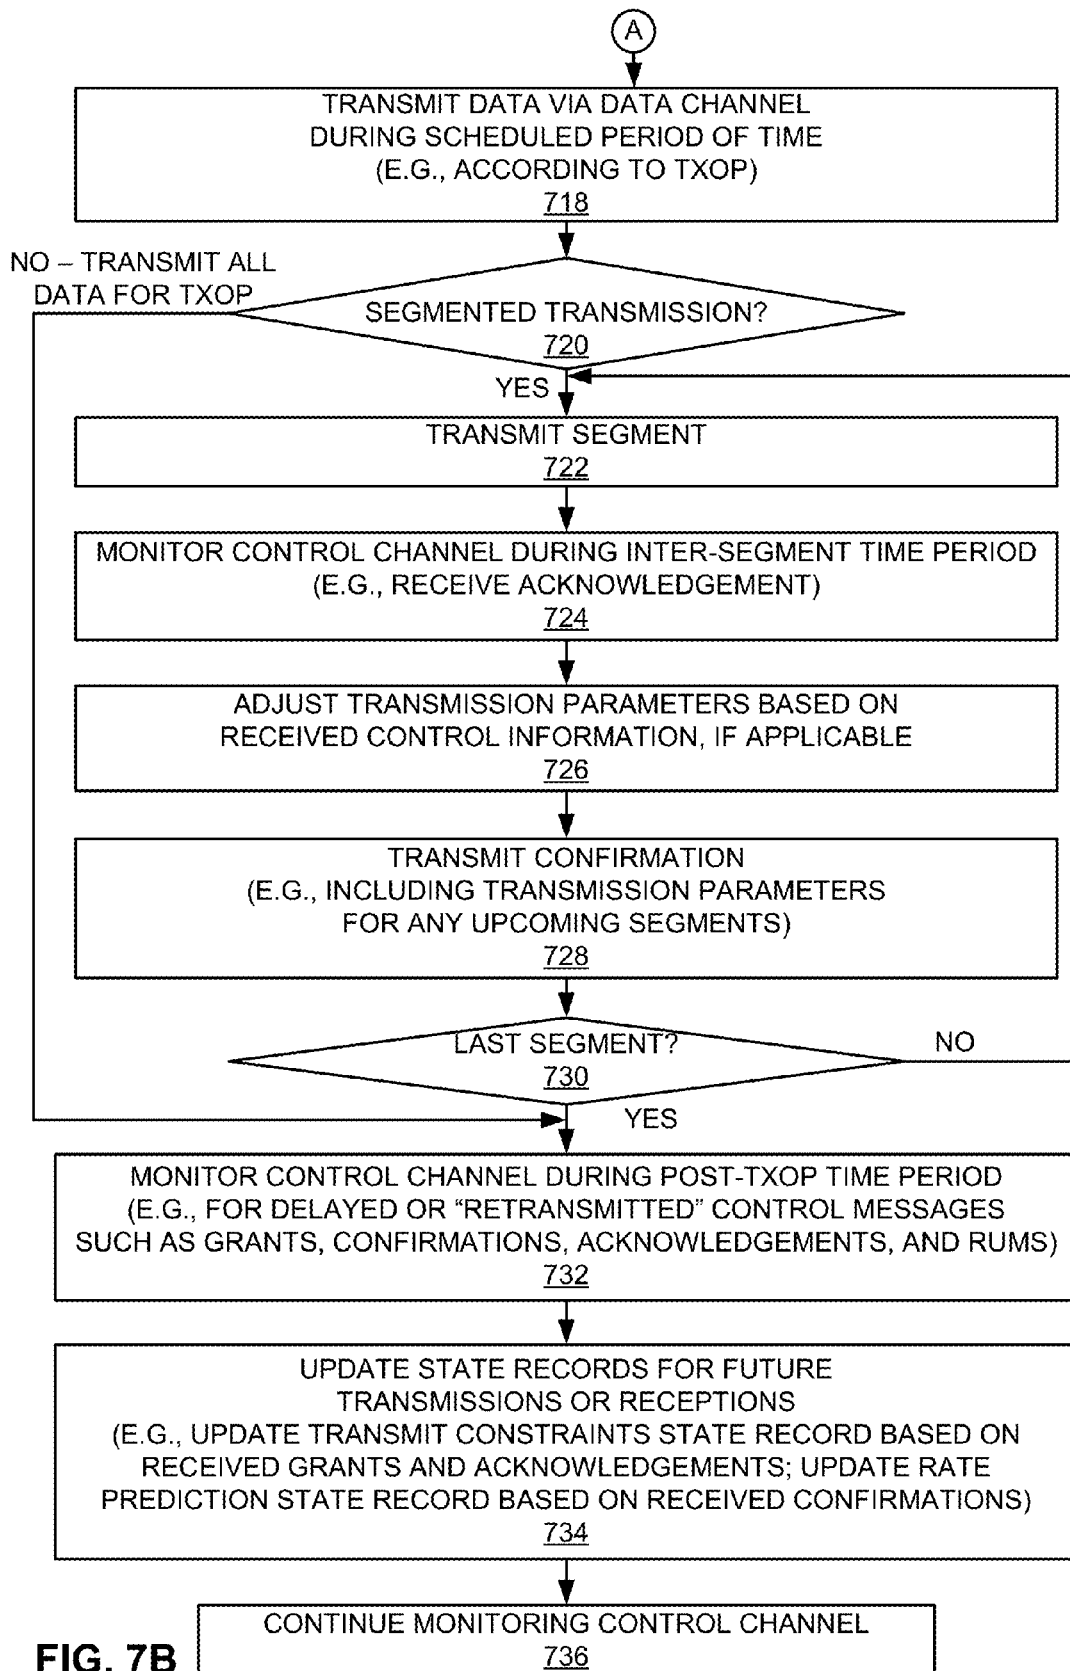 A
TRANSMIT DATA VIA DATA CHANNEL
DURING SCHEDULED PERIOD OF TIME
(E.G., ACCORDING TO TXOP)
718
NO – TRANSMIT ALL
DATA FOR TXOP
SEGMENTED TRANSMISSION?
720
YES
TRANSMIT SEGMENT
722
MONITOR CONTROL CHANNEL DURING INTER-SEGMENT TIME PERIOD
(E.G., RECEIVE ACKNOWLEDGEMENT)
724
ADJUST TRANSMISSION PARAMETERS BASED ON
RECEIVED CONTROL INFORMATION, IF APPLICABLE
726
TRANSMIT CONFIRMATION
(E.G., INCLUDING TRANSMISSION PARAMETERS
FOR ANY UPCOMING SEGMENTS)
728
LAST SEGMENT?
730
NO
YES
MONITOR CONTROL CHANNEL DURING POST-TXOP TIME PERIOD
(E.G., FOR DELAYED OR “RETRANSMITTED” CONTROL MESSAGES
SUCH AS GRANTS, CONFIRMATIONS, ACKNOWLEDGEMENTS, AND RUMS)
732
UPDATE STATE RECORDS FOR FUTURE
TRANSMISSIONS OR RECEPTIONS
(E.G., UPDATE TRANSMIT CONSTRAINTS STATE RECORD BASED ON
RECEIVED GRANTS AND ACKNOWLEDGEMENTS; UPDATE RATE
PREDICTION STATE RECORD BASED ON RECEIVED CONFIRMATIONS)
734
CONTINUE MONITORING CONTROL CHANNEL
736
FIG. 7B